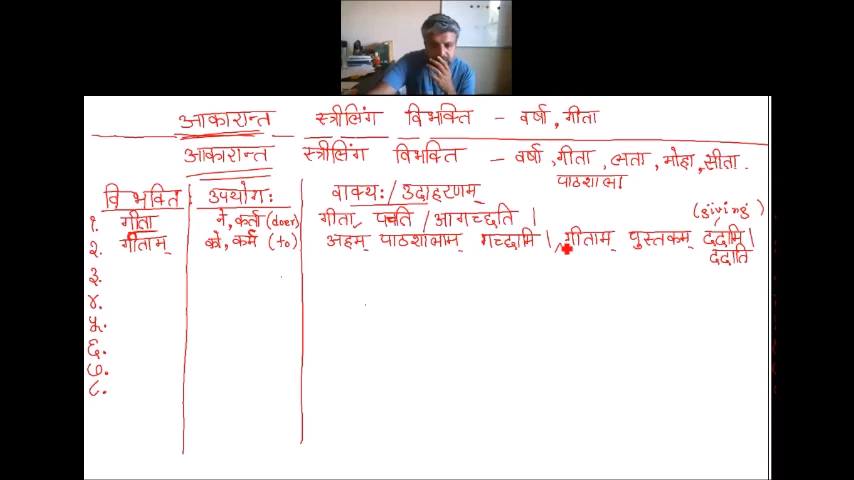 आकारान्त स्त्रीलिंग विभक्ति - वर्षा, गीता
आकारान्त स्त्रीलिंग विभक्ति - वर्षा, गीता, लता, मोहा, सीता.
पाठशाला
विभक्ति: उपयोग: वाक्य:/उदाहरणम्
(giving)
१. गीता ने, कर्ता (doer) गीता पचति / आगच्छति |
२. गीताम् को, कर्म (to) अहम् पाठशालाम् गच्छामि | गीताम् पुस्तकम् ददामि |
ददाति
३.
४.
५.
६.
७.
८.